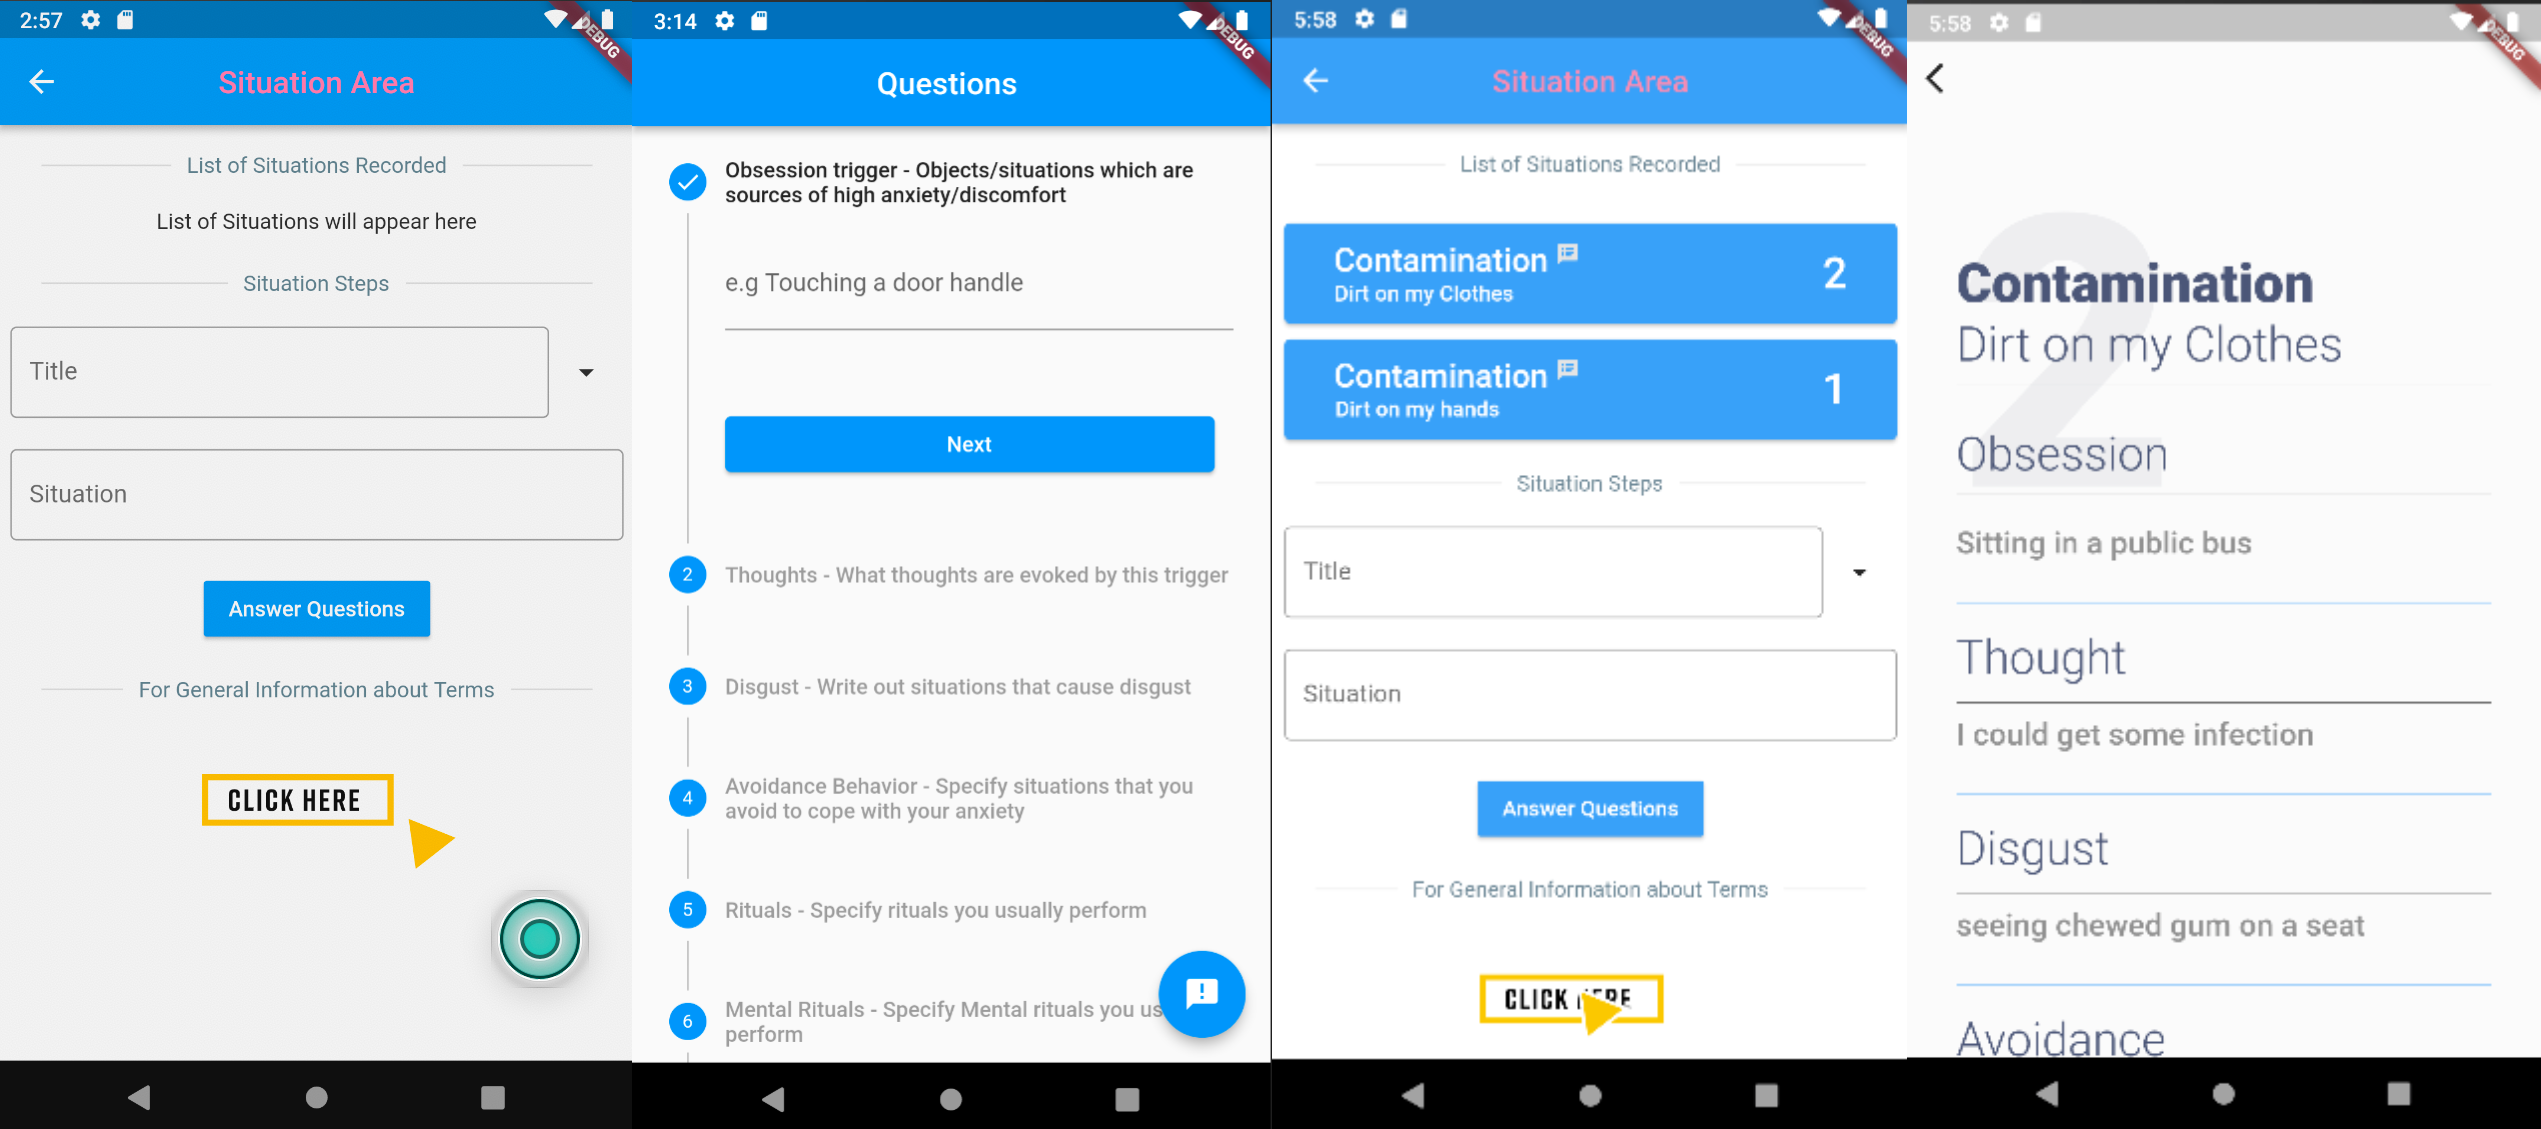 2:57
DEBUG
Situation Area
List of Situations Recorded
List of Situations will appear here
Situation Steps
Title
Situation
Answer Questions
For General Information about Terms
CLICK HERE
3:14
DEBUG
Questions
Obsession trigger - Objects/situations which are
sources of high anxiety/discomfort
e.g Touching a door handle
Next
2
Thoughts - What thoughts are evoked by this trigger
3
Disgust - Write out situations that cause disgust
4
Avoidance Behavior - Specify situations that you
avoid to cope with your anxiety
5
Rituals - Specify rituals you usually perform
6
Mental Rituals - Specify Mental rituals you us
perform
5:58
DEBUG
Situation Area
List of Situations Recorded
Contamination
2
Dirt on my Clothes
Contamination
1
Dirt on my hands
Situation Steps
Title
Situation
Answer Questions
For General Information about Terms
CLICK HERE
5:58
DEBUG
2
Contamination
Dirt on my Clothes
Obsession
Sitting in a public bus
Thought
I could get some infection
Disgust
seeing chewed gum on a seat
Avoidance